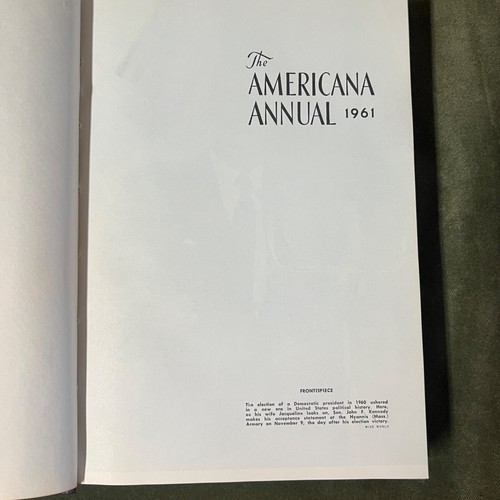 The
AMERICANA
ANNUAL 1961
FRONTISPIECE
The election of a Democratic president in 1960 ushered
in a new era in United States political history. Here,
as his wife Jacqueline looks on, Sen. John F. Kennedy
makes his acceptance statement at the Hyannis (Mass.)
Armory on November 9, the day after his election victory.
WIDE WORLD